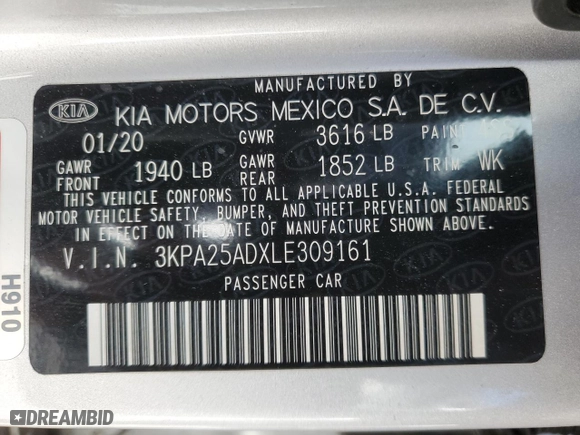 MANUFACTURED BY
KIA KIA MOTORS MEXICO S.A. DE C.V.
01/20 GVWR 3616 LB PAIN
GAWR FRONT 1940 LB GAWR REAR 1852 LB TRIM WK
THIS VEHICLE CONFORMS TO ALL APPLICABLE U.S.A. FEDERAL
MOTOR VEHICLE SAFETY, BUMPER, AND THEFT PREVENTION STANDARDS
IN EFFECT ON THE DATE OF MANUFACTURE SHOWN ABOVE.
V.I.N. 3KPA25ADXLE309161
PASSENGER CAR
H910
DREAMBID